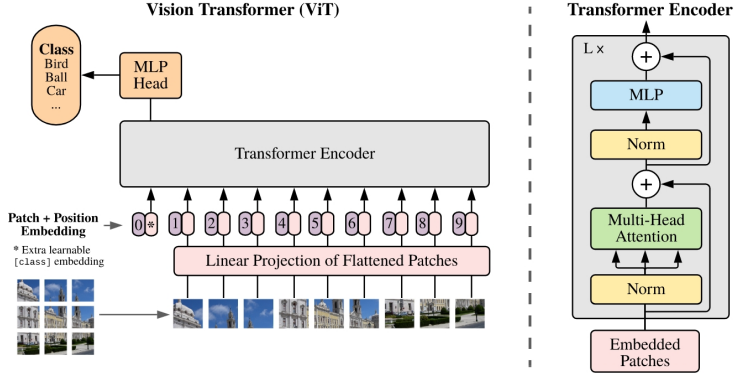 Vision Transformer (ViT)
Class
Bird
Ball
Car
...
MLP
Head
Transformer Encoder
Patch + Position
Embedding
0 * 1 2 3 4 5 6 7 8 9
* Extra learnable
[class] embedding
Linear Projection of Flattened Patches
Transformer Encoder
L ×
+
MLP
Norm
+
Multi-Head
Attention
Norm
Embedded
Patches